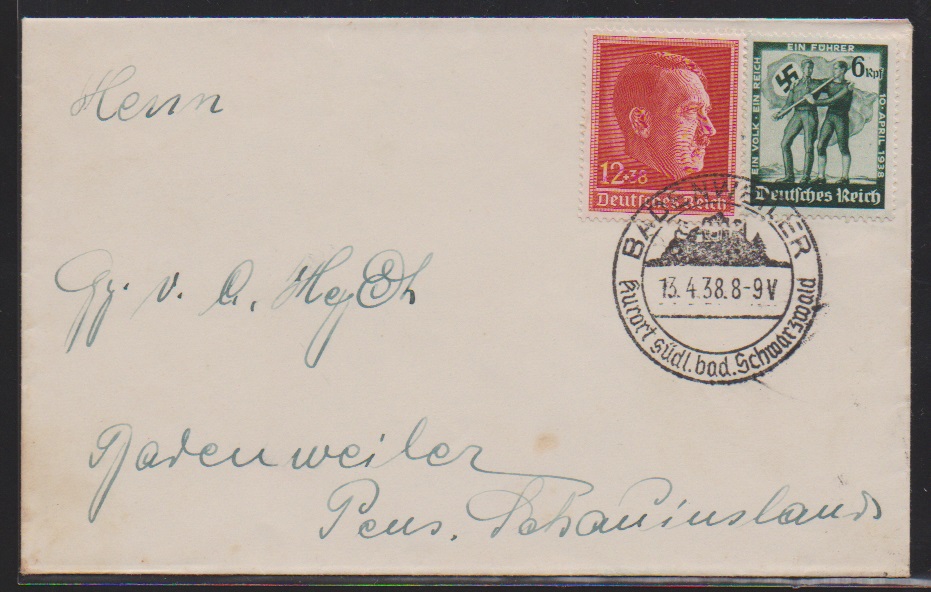 Herrn
v. A.
Badenweiler
Pens. Schauinsland
12+38
Deutsches Reich
EIN VOLK · EIN REICH
EIN FÜHRER
10 · APRIL 1938
6 Rpf
Deutsches Reich
BADENWEILER
13.4.38.8-9V
Kurort südl. bad. Schwarzwald